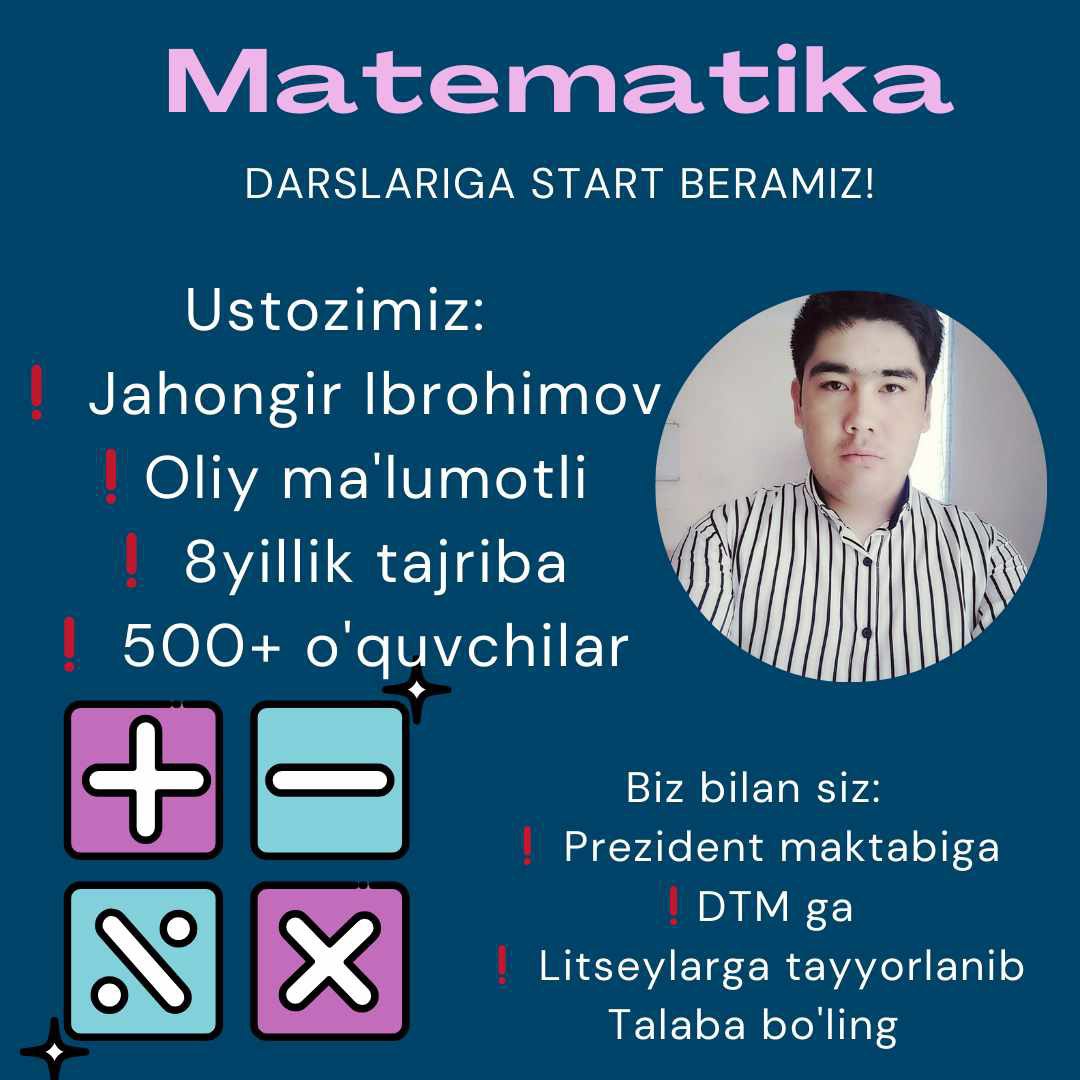 Matematika
DARSLARIGA START BERAMIZ!
Ustozimiz:
❗ Jahongir Ibrohimov
❗Oliy ma'lumotli
❗ 8yillik tajriba
❗ 500+ o'quvchilar
Biz bilan siz:
❗ Prezident maktabiga
❗DTM ga
❗ Litseylarga tayyorlanib
Talaba bo'ling